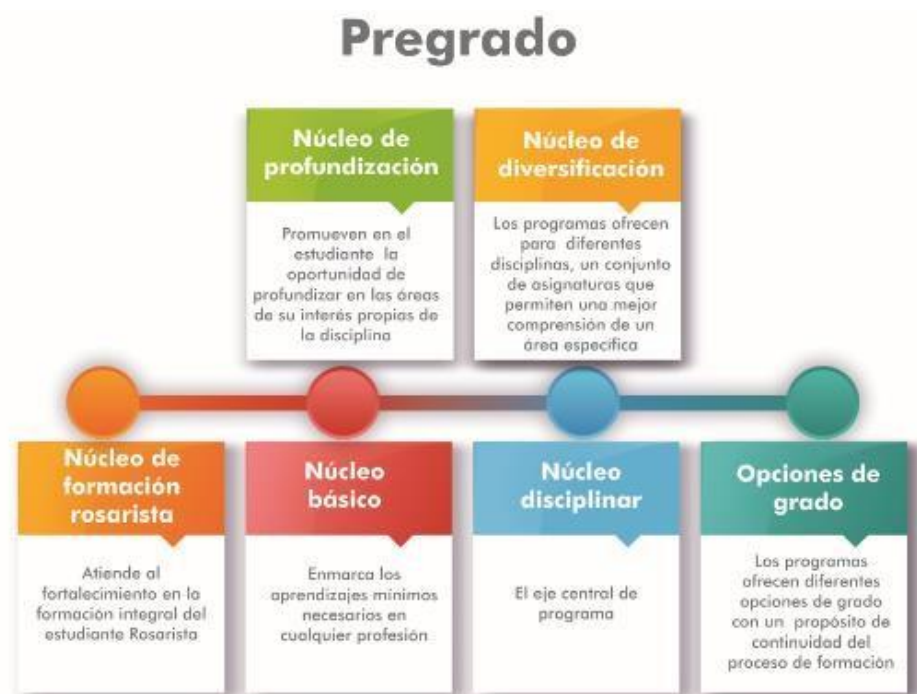 Pregrado
Núcleo de
profundización
Promueven en el
estudiante la
oportunidad de
profundizar en las áreas
de su interés propias de
la disciplina
Núcleo de
diversificación
Los programas ofrecen
para diferentes
disciplinas, un conjunto
de asignaturas que
permiten una mejor
comprensión de un
área específica
Núcleo de
formación
rosarista
Atiende al
fortalecimiento en la
formación integral del
estudiante Rosarista
Núcleo
básico
Enmarca los
aprendizajes mínimos
necesarios en
cualquier profesión
Núcleo
disciplinar
El eje central de
programa
Opciones de
grado
Los programas
ofrecen diferentes
opciones de grado
con un propósito de
continuidad del
proceso de formación